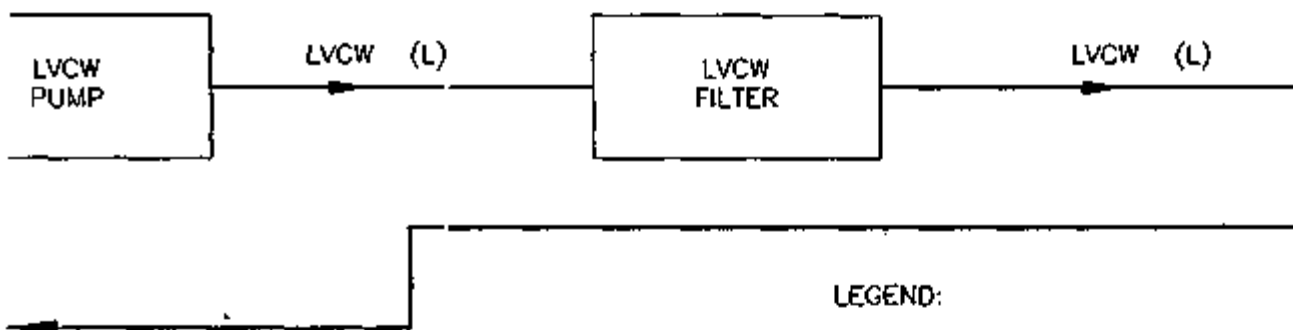 LVCW (L)
LVCW (L)
LVCW
PUMP
LVCW
FILTER
LEGEND: